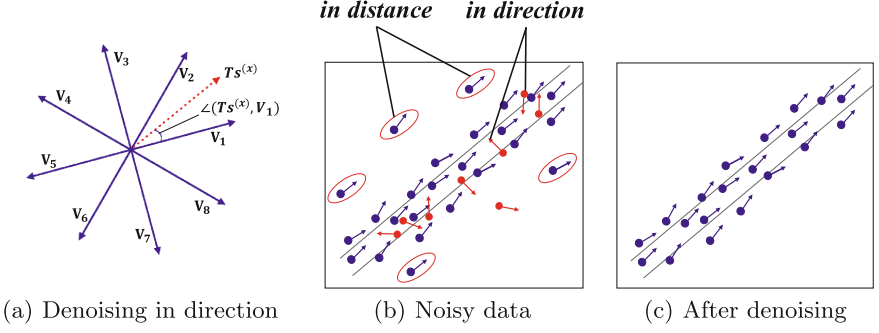 in distance in direction
V₃
V₂
Ts⁽ˣ⁾
V₄
∠(Ts⁽ˣ⁾, V₁)
V₁
V₅
V₆
V₈
V₇
(a) Denoising in direction (b) Noisy data (c) After denoising